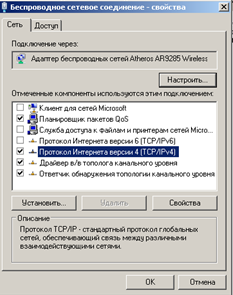 Беспроводное сетевое соединение - свойства
Сеть
Доступ
Подключение через:
Адаптер беспроводных сетей Atheros AR9285 Wireless
Настроить...
Отмеченные компоненты используются этим подключением:
Клиент для сетей Microsoft
Планировщик пакетов QoS
Служба доступа к файлам и принтерам сетей Micro...
Протокол Интернета версии 6 (TCP/IPv6)
Протокол Интернета версии 4 (TCP/IPv4)
Драйвер в/в тополога канального уровня
Ответчик обнаружения топологии канального уровня
Установить...
Удалить
Свойства
Описание
Протокол TCP/IP - стандартный протокол глобальных
сетей, обеспечивающий связь между различными
взаимодействующими сетями.
ОК
Отмена